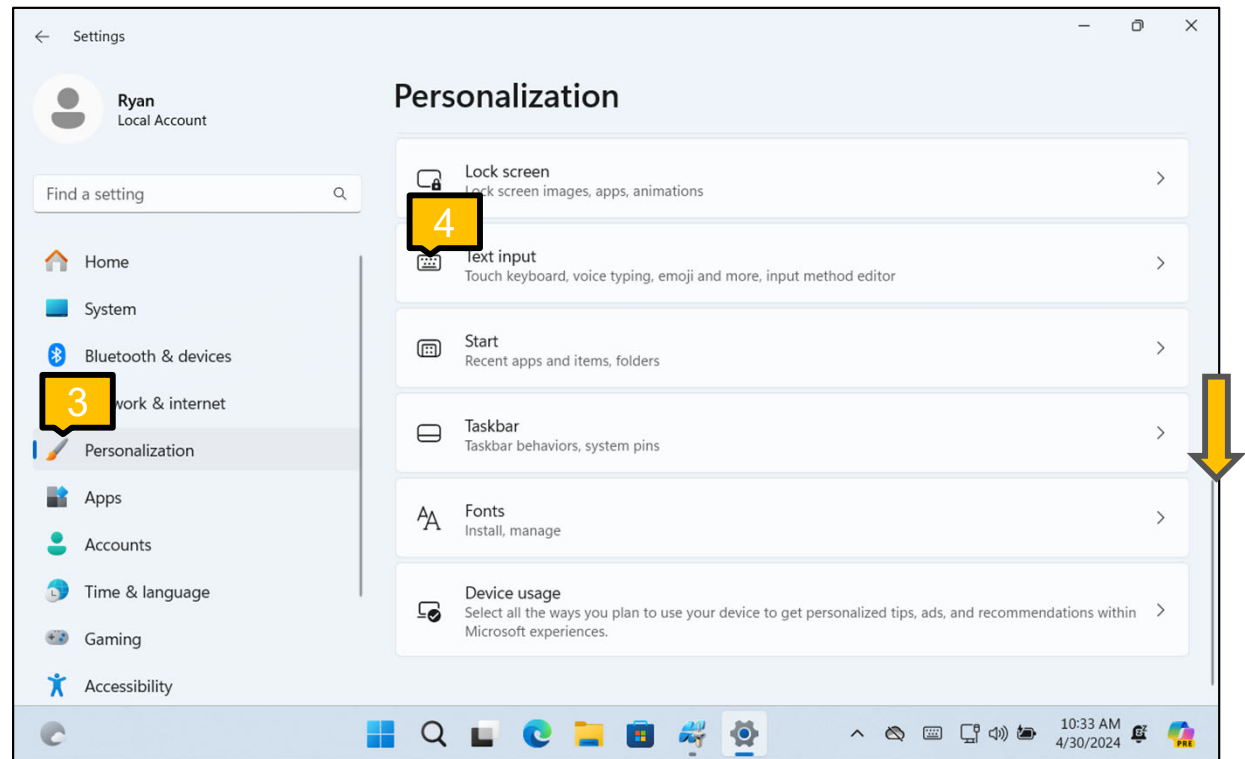 Settings
Ryan
Local Account
Find a setting
Home
System
Bluetooth & devices
3
work & internet
Personalization
Apps
Accounts
Time & language
Gaming
Accessibility
Personalization
Lock screen
Lock screen images, apps, animations
4
Text input
Touch keyboard, voice typing, emoji and more, input method editor
Start
Recent apps and items, folders
Taskbar
Taskbar behaviors, system pins
Fonts
Install, manage
Device usage
Select all the ways you plan to use your device to get personalized tips, ads, and recommendations within
Microsoft experiences.
10:33 AM
4/30/2024
PRE